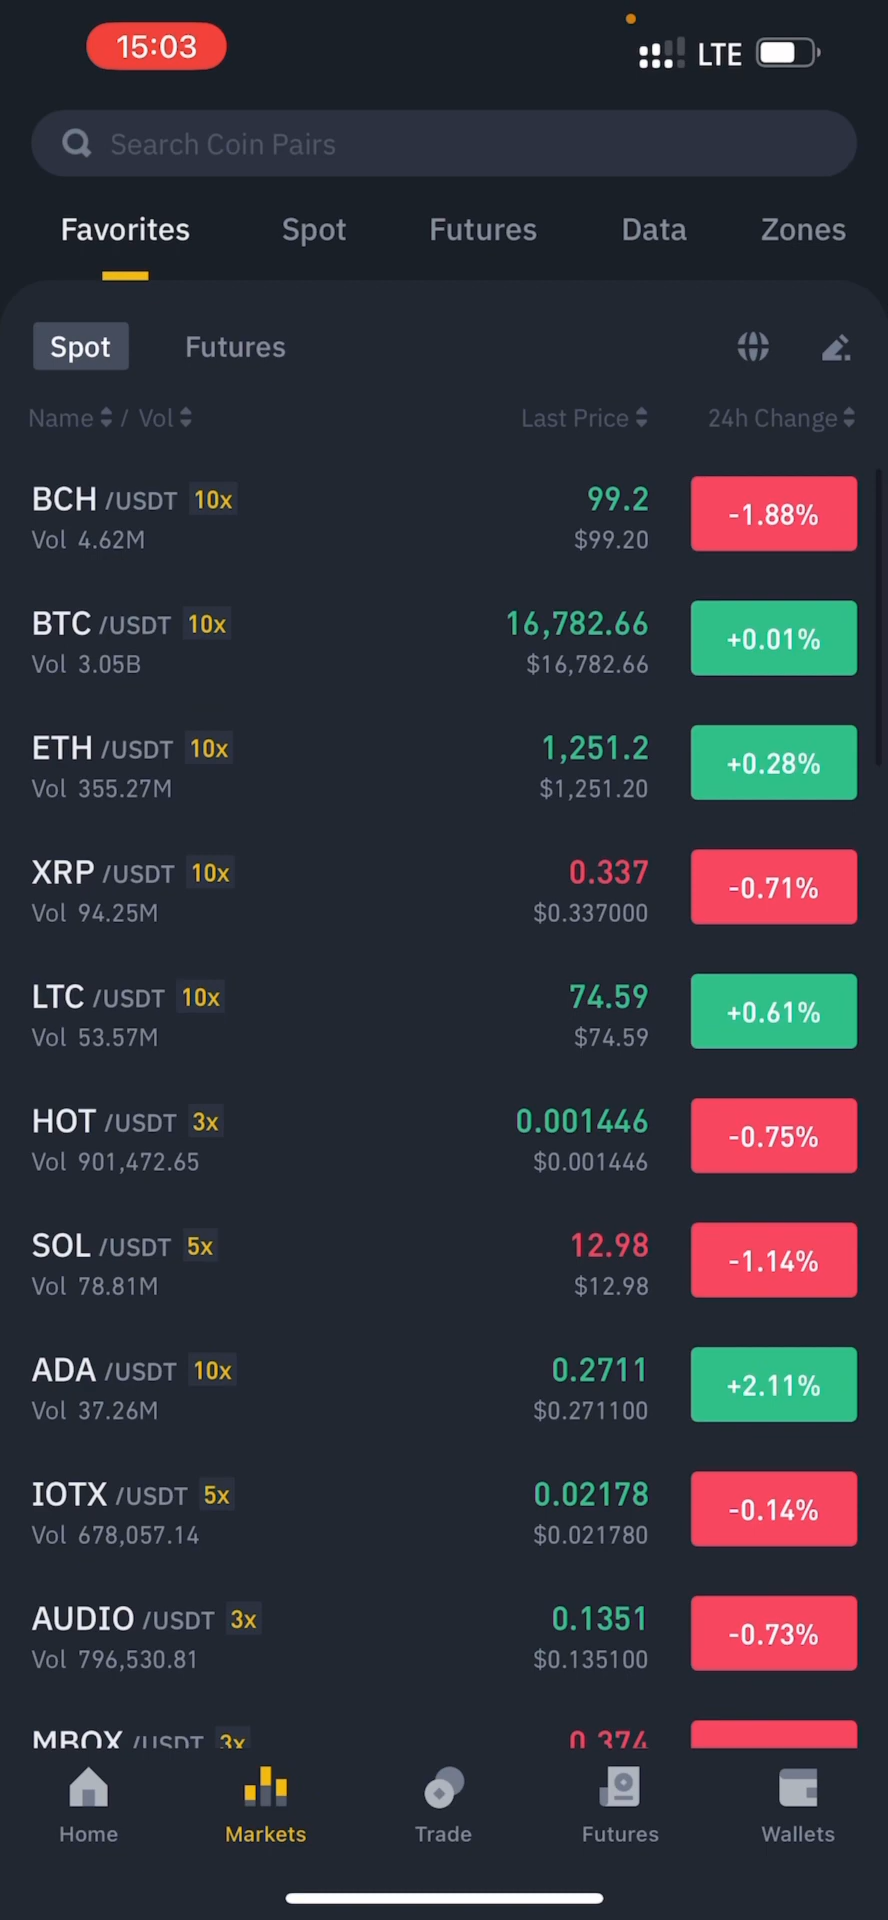 15:03 LTE
Search Coin Pairs
Favorites Spot Futures Data Zones
Spot Futures
Name / Vol Last Price 24h Change
BCH /USDT 10x 99.2 -1.88%
Vol 4.62M $99.20
BTC /USDT 10x 16,782.66 +0.01%
Vol 3.05B $16,782.66
ETH /USDT 10x 1,251.2 +0.28%
Vol 355.27M $1,251.20
XRP /USDT 10x 0.337 -0.71%
Vol 94.25M $0.337000
LTC /USDT 10x 74.59 +0.61%
Vol 53.57M $74.59
HOT /USDT 3x 0.001446 -0.75%
Vol 901,472.65 $0.001446
SOL /USDT 5x 12.98 -1.14%
Vol 78.81M $12.98
ADA /USDT 10x 0.2711 +2.11%
Vol 37.26M $0.271100
IOTX /USDT 5x 0.02178 -0.14%
Vol 678,057.14 $0.021780
AUDIO /USDT 3x 0.1351 -0.73%
Vol 796,530.81 $0.135100
MBOX /USDT 3x 0.374
Home Markets Trade Futures Wallets